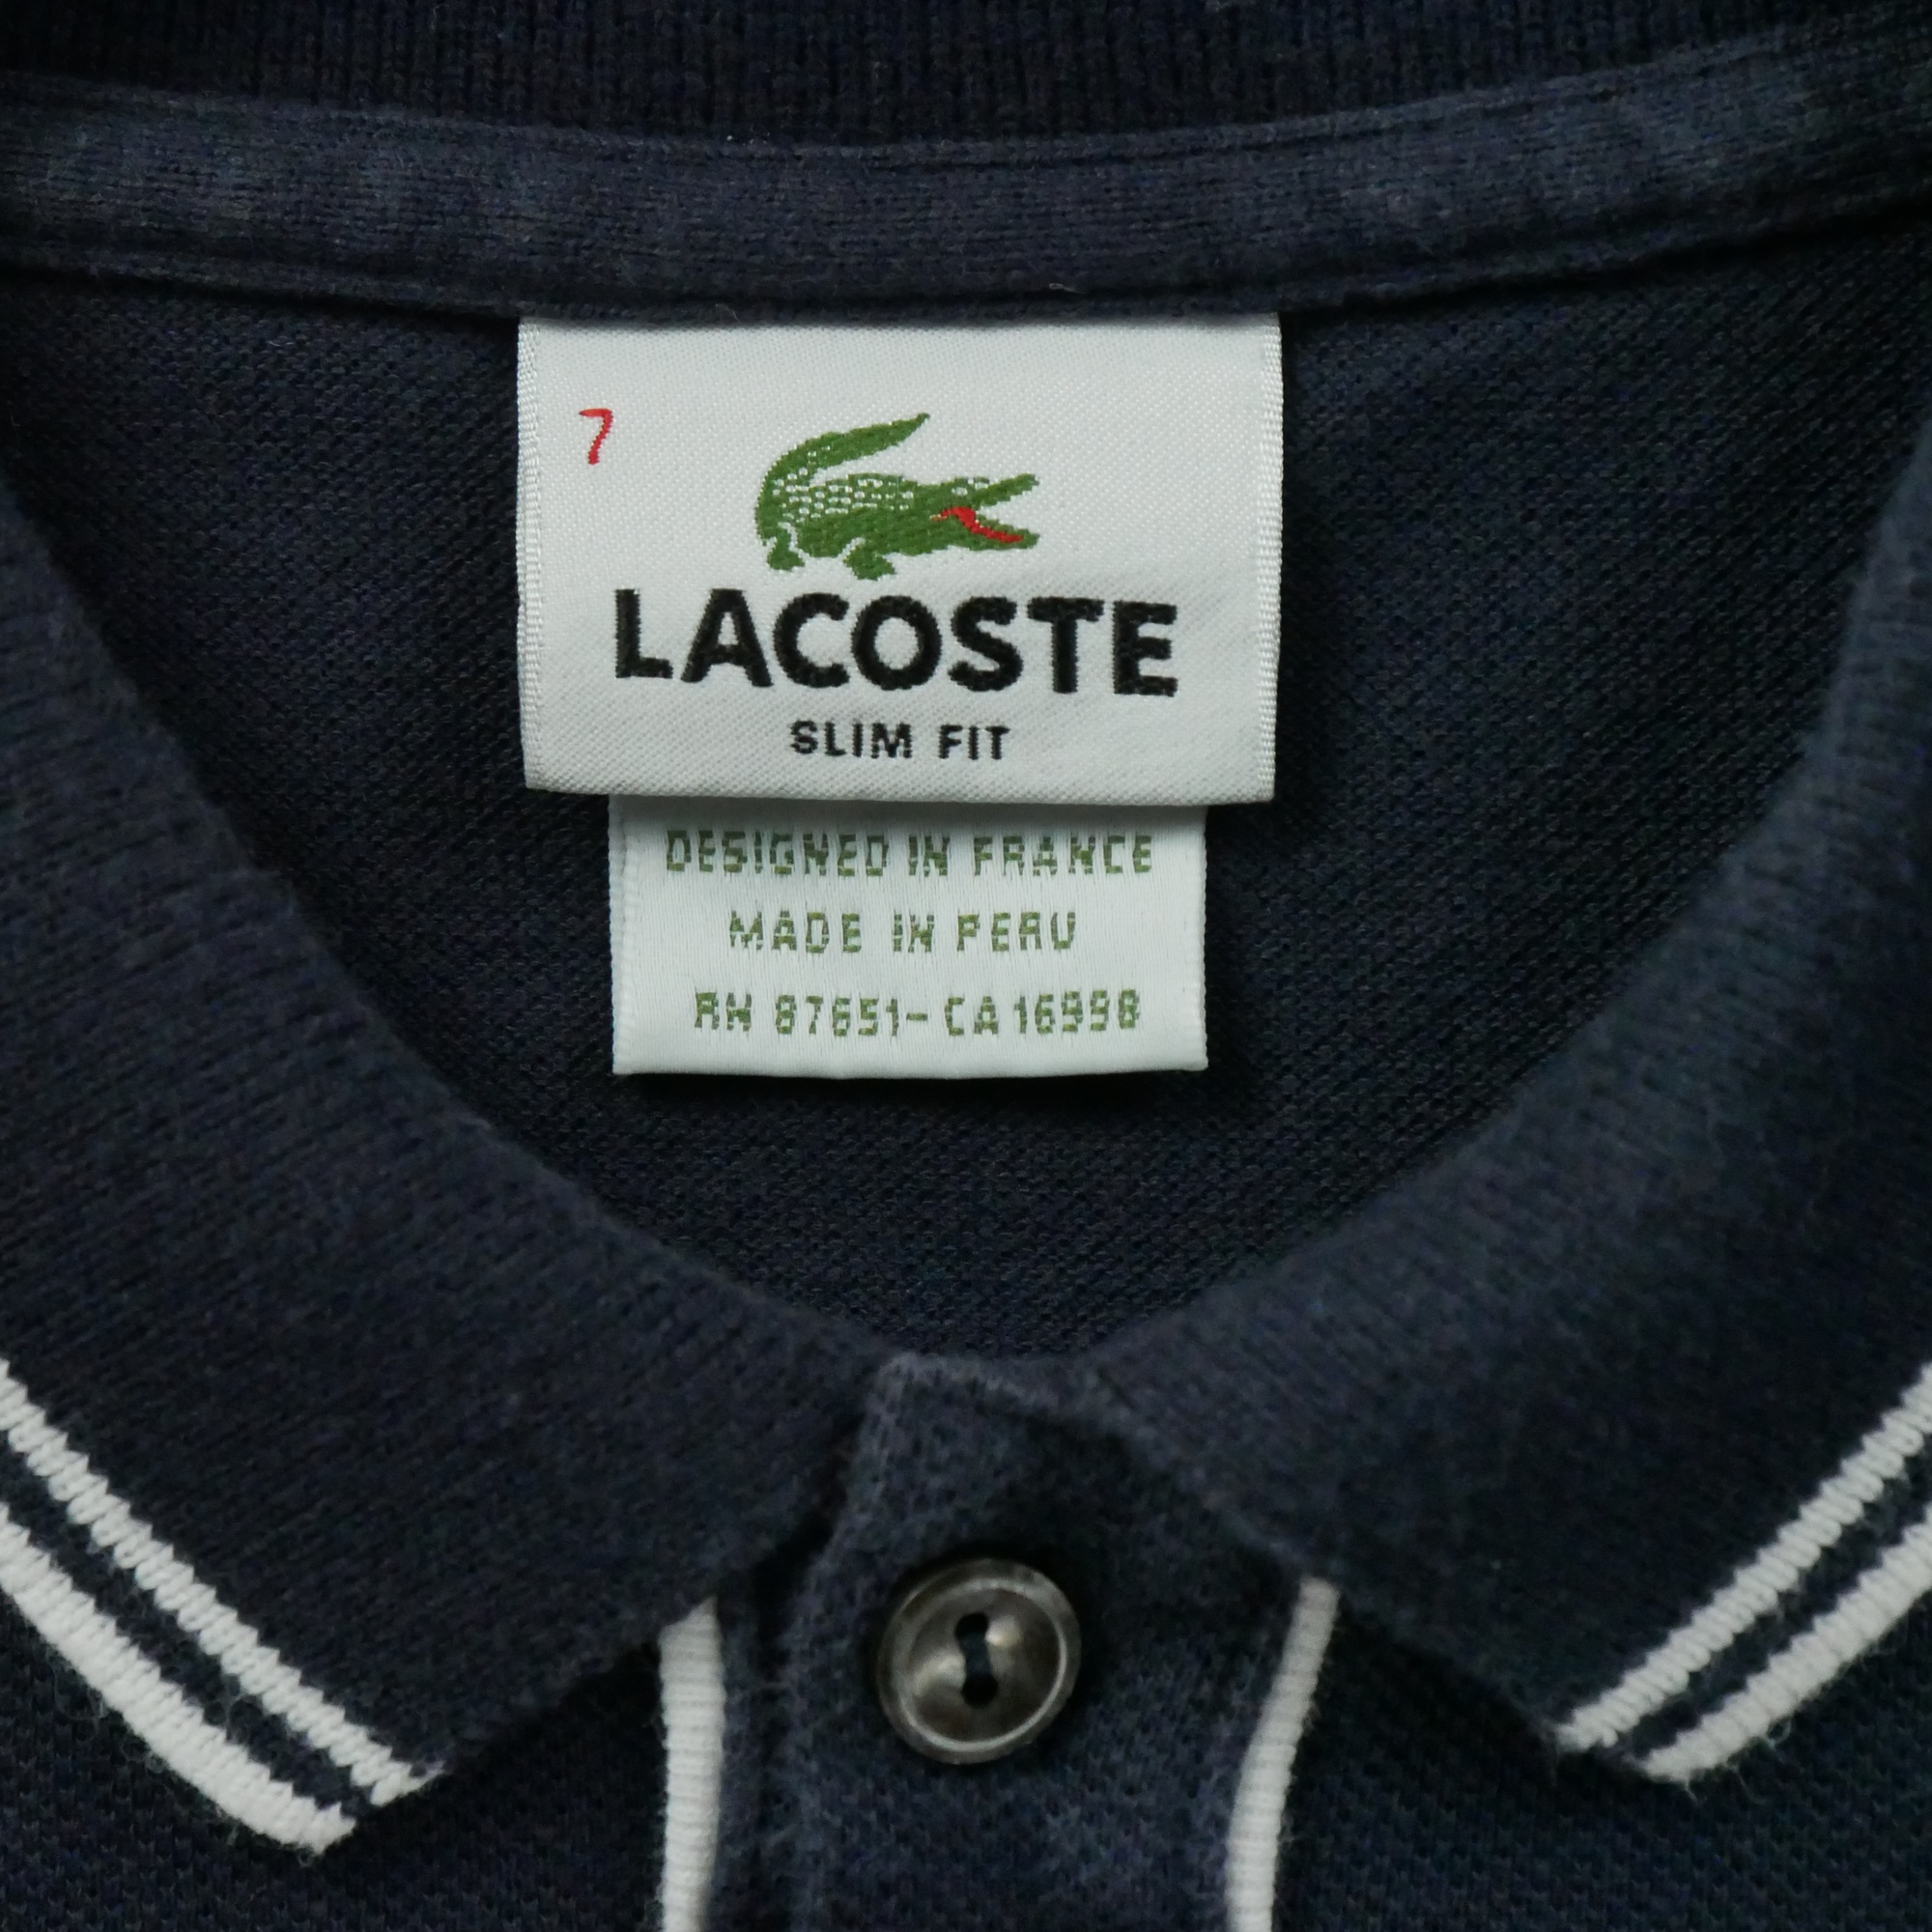 7
LACOSTE
SLIM FIT
DESIGNED IN FRANCE
MADE IN PERU
RN 87651-CA 16998